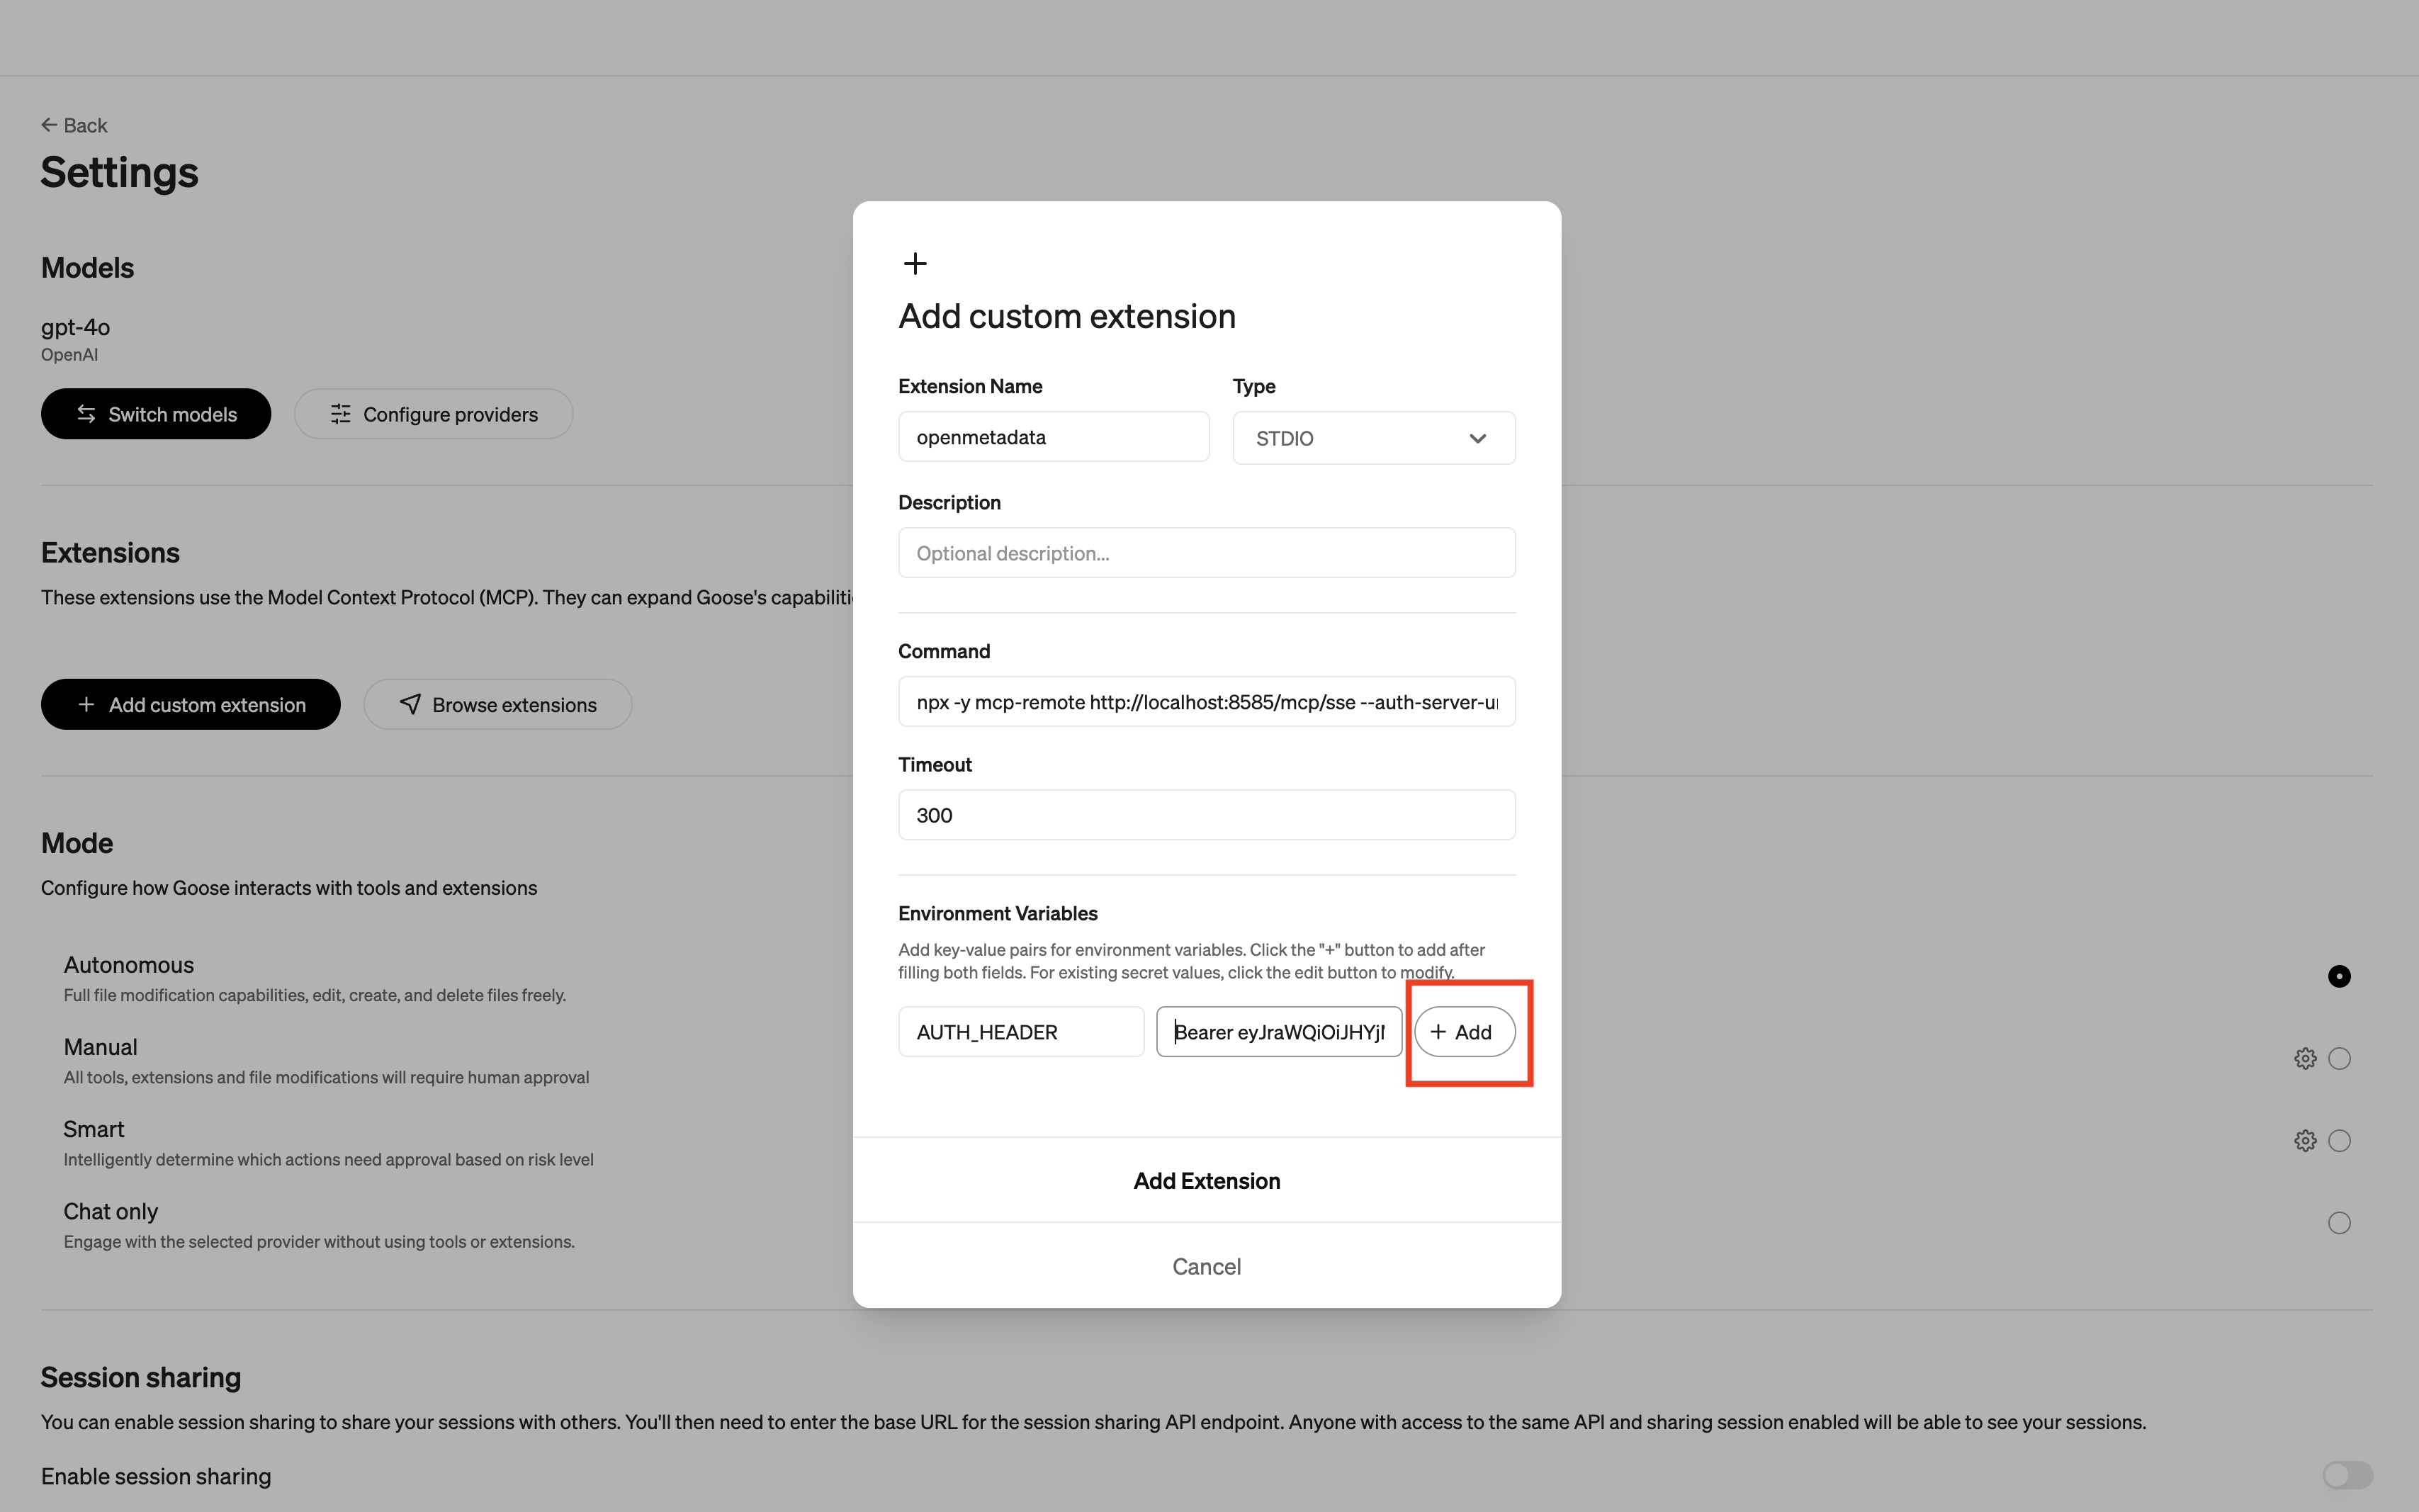 Back
Settings
Models
gpt-4o
OpenAI
Switch models
Configure providers
Extensions
These extensions use the Model Context Protocol (MCP). They can expand Goose's
Add custom extension
Browse extensions
Mode
Configure how Goose interacts with tools and extensions
Autonomous
Full file modification capabilities, edit, create, and delete files freely.
Manual
All tools, extensions and file modifications will require human approval
Smart
Intelligently determine which actions need approval based on risk level
Chat only
Engage with the selected provider without using tools or extensions.
Session sharing
You can enable session sharing to share your sessions with others. You'll then need to enter the base URL for the session sharing API endpoint. Anyone with access to the same API and sharing session enabled will be able to see your sessions.
Enable session sharing
Add custom extension
Extension Name
Type
openmetadata
STDIO
Description
Optional description...
Command
npx -y mcp-remote http://localhost:8585/mcp/sse
Timeout
300
Environment Variables
Add key-value pairs for environment variables. Click the "+" button to add after
filling both fields. For existing secret values, click the edit button to modify.
AUTH_HEADER
Bearer
+ Add
Add Extension
Cancel